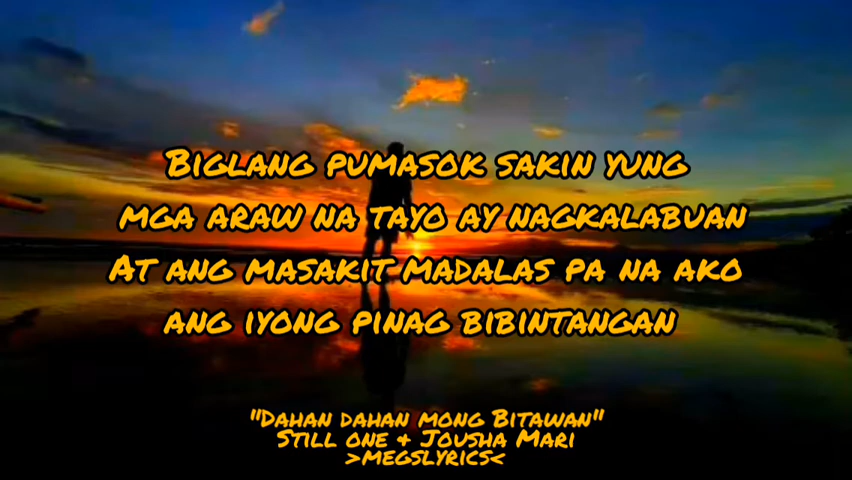 Biglang pumasok sakin yung
mga araw na tayo ay nagkalabuan
At ang masakit madalas pa na ako
ang iyong pinag bibintangan
"Dahan dahan mong Bitawan"
Still one & Jousha Mari
>megslyrics<